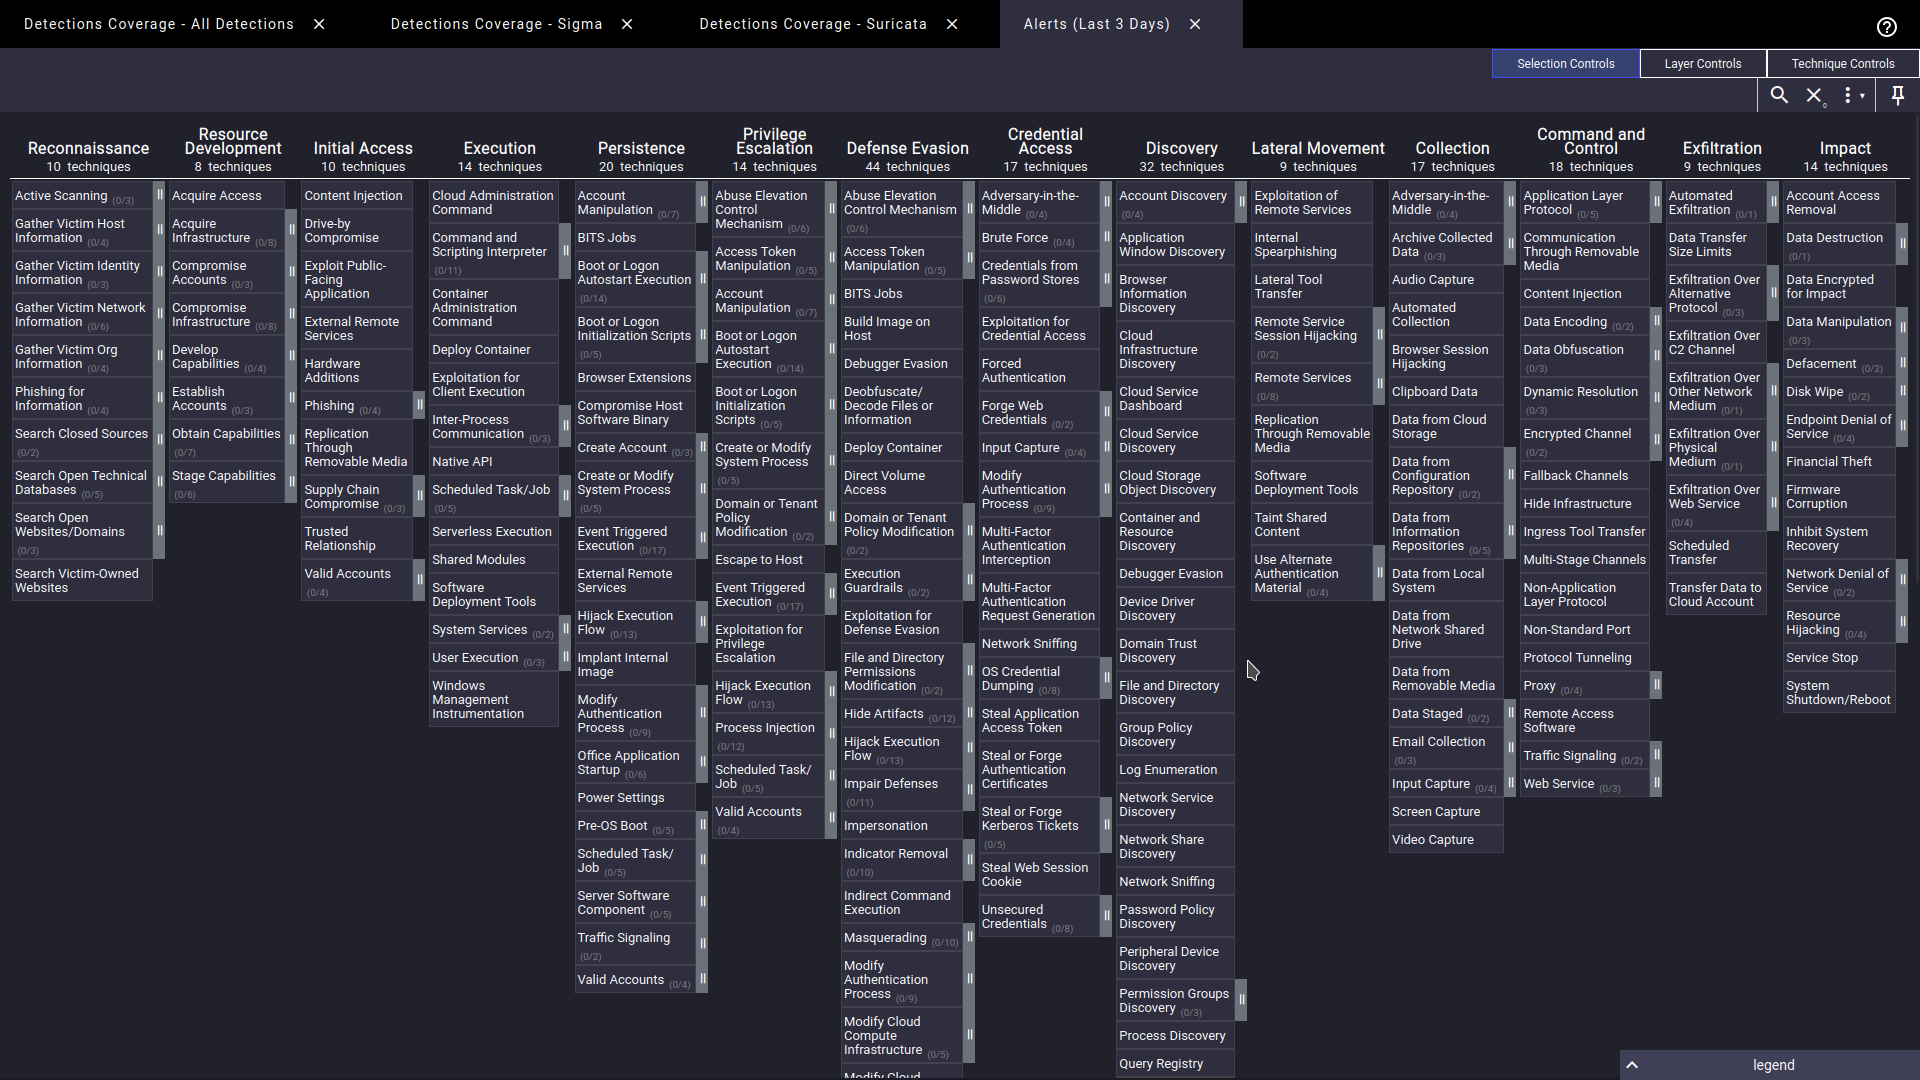 Detections Coverage - All Detections
Detections Coverage - Sigma
Detections Coverage - Suricata
Alerts (Last 3 Days)
Selection Controls
Layer Controls
Technique Controls
0
Reconnaissance
10 techniques
Active Scanning (0/3)
Gather Victim Host
Information (0/4)
Gather Victim Identity
Information (0/3)
Gather Victim Network
Information (0/6)
Gather Victim Org
Information (0/4)
Phishing for
Information (0/4)
Search Closed Sources
(0/2)
Search Open Technical
Databases (0/5)
Search Open
Websites/Domains
(0/3)
Search Victim-Owned
Websites
Resource
Development
8 techniques
Acquire Access
Acquire
Infrastructure (0/8)
Compromise
Accounts (0/3)
Compromise
Infrastructure (0/8)
Develop
Capabilities (0/4)
Establish
Accounts (0/3)
Obtain Capabilities
(0/7)
Stage Capabilities
(0/6)
Initial Access
10 techniques
Content Injection
Drive-by
Compromise
Exploit Public-
Facing
Application
External Remote
Services
Hardware
Additions
Phishing (0/4)
Replication
Through
Removable Media
Supply Chain
Compromise (0/3)
Trusted
Relationship
Valid Accounts
(0/4)
Execution
14 techniques
Cloud Administration
Command
Command and
Scripting Interpreter
(0/11)
Container
Administration
Command
Deploy Container
Exploitation for
Client Execution
Inter-Process
Communication (0/3)
Native API
Scheduled Task/Job
(0/5)
Serverless Execution
Shared Modules
Software
Deployment Tools
System Services (0/2)
User Execution (0/3)
Windows
Management
Instrumentation
Persistence
20 techniques
Account
Manipulation (0/7)
BITS Jobs
Boot or Logon
Autostart Execution
(0/14)
Boot or Logon
Initialization Scripts
(0/5)
Browser Extensions
Compromise Host
Software Binary
Create Account (0/3)
Create or Modify
System Process
(0/5)
Event Triggered
Execution (0/17)
External Remote
Services
Hijack Execution
Flow (0/13)
Implant Internal
Image
Modify
Authentication
Process (0/9)
Office Application
Startup (0/6)
Power Settings
Pre-OS Boot (0/5)
Scheduled Task/
Job (0/5)
Server Software
Component (0/5)
Traffic Signaling
(0/2)
Valid Accounts (0/4)
Privilege
Escalation
14 techniques
Abuse Elevation
Control
Mechanism (0/6)
Access Token
Manipulation (0/5)
Account
Manipulation (0/7)
Boot or Logon
Autostart
Execution (0/14)
Boot or Logon
Initialization
Scripts (0/5)
Create or Modify
System Process
(0/5)
Domain or Tenant
Policy
Modification (0/2)
Escape to Host
Event Triggered
Execution (0/17)
Exploitation for
Privilege
Escalation
Hijack Execution
Flow (0/13)
Process Injection
(0/12)
Scheduled Task/
Job (0/5)
Valid Accounts
(0/4)
Defense Evasion
44 techniques
Abuse Elevation
Control Mechanism
(0/6)
Access Token
Manipulation (0/5)
BITS Jobs
Build Image on
Host
Debugger Evasion
Deobfuscate/
Decode Files or
Information
Deploy Container
Direct Volume
Access
Domain or Tenant
Policy Modification
(0/2)
Execution
Guardrails (0/2)
Exploitation for
Defense Evasion
File and Directory
Permissions
Modification (0/2)
Hide Artifacts (0/12)
Hijack Execution
Flow (0/13)
Impair Defenses
(0/11)
Impersonation
Indicator Removal
(0/10)
Indirect Command
Execution
Masquerading (0/10)
Modify
Authentication
Process (0/9)
Modify Cloud
Compute
Infrastructure (0/5)
Modify Cloud
Credential
Access
17 techniques
Adversary-in-the-
Middle (0/4)
Brute Force (0/4)
Credentials from
Password Stores
(0/6)
Exploitation for
Credential Access
Forced
Authentication
Forge Web
Credentials (0/2)
Input Capture (0/4)
Modify
Authentication
Process (0/9)
Multi-Factor
Authentication
Interception
Multi-Factor
Authentication
Request Generation
Network Sniffing
OS Credential
Dumping (0/8)
Steal Application
Access Token
Steal or Forge
Authentication
Certificates
Steal or Forge
Kerberos Tickets
(0/5)
Steal Web Session
Cookie
Unsecured
Credentials (0/8)
Discovery
32 techniques
Account Discovery
(0/4)
Application
Window Discovery
Browser
Information
Discovery
Cloud
Infrastructure
Discovery
Cloud Service
Dashboard
Cloud Service
Discovery
Cloud Storage
Object Discovery
Container and
Resource
Discovery
Debugger Evasion
Device Driver
Discovery
Domain Trust
Discovery
File and Directory
Discovery
Group Policy
Discovery
Log Enumeration
Network Service
Discovery
Network Share
Discovery
Network Sniffing
Password Policy
Discovery
Peripheral Device
Discovery
Permission Groups
Discovery (0/3)
Process Discovery
Query Registry
Lateral Movement
9 techniques
Exploitation of
Remote Services
Internal
Spearphishing
Lateral Tool
Transfer
Remote Service
Session Hijacking
(0/2)
Remote Services
(0/8)
Replication
Through Removable
Media
Software
Deployment Tools
Taint Shared
Content
Use Alternate
Authentication
Material (0/4)
Collection
17 techniques
Adversary-in-the-
Middle (0/4)
Archive Collected
Data (0/3)
Audio Capture
Automated
Collection
Browser Session
Hijacking
Clipboard Data
Data from Cloud
Storage
Data from
Configuration
Repository (0/2)
Data from
Information
Repositories (0/5)
Data from Local
System
Data from
Network Shared
Drive
Data from
Removable Media
Data Staged (0/2)
Email Collection
(0/3)
Input Capture (0/4)
Screen Capture
Video Capture
Command and
Control
18 techniques
Application Layer
Protocol (0/5)
Communication
Through Removable
Media
Content Injection
Data Encoding (0/2)
Data Obfuscation
(0/3)
Dynamic Resolution
(0/3)
Encrypted Channel
(0/2)
Fallback Channels
Hide Infrastructure
Ingress Tool Transfer
Multi-Stage Channels
Non-Application
Layer Protocol
Non-Standard Port
Protocol Tunneling
Proxy (0/4)
Remote Access
Software
Traffic Signaling (0/2)
Web Service (0/3)
Exfiltration
9 techniques
Automated
Exfiltration (0/1)
Data Transfer
Size Limits
Exfiltration Over
Alternative
Protocol (0/3)
Exfiltration Over
C2 Channel
Exfiltration Over
Other Network
Medium (0/1)
Exfiltration Over
Physical
Medium (0/1)
Exfiltration Over
Web Service
(0/4)
Scheduled
Transfer
Transfer Data to
Cloud Account
Impact
14 techniques
Account Access
Removal
Data Destruction
(0/1)
Data Encrypted
for Impact
Data Manipulation
(0/3)
Defacement (0/2)
Disk Wipe (0/2)
Endpoint Denial of
Service (0/4)
Financial Theft
Firmware
Corruption
Inhibit System
Recovery
Network Denial of
Service (0/2)
Resource
Hijacking (0/4)
Service Stop
System
Shutdown/Reboot
legend